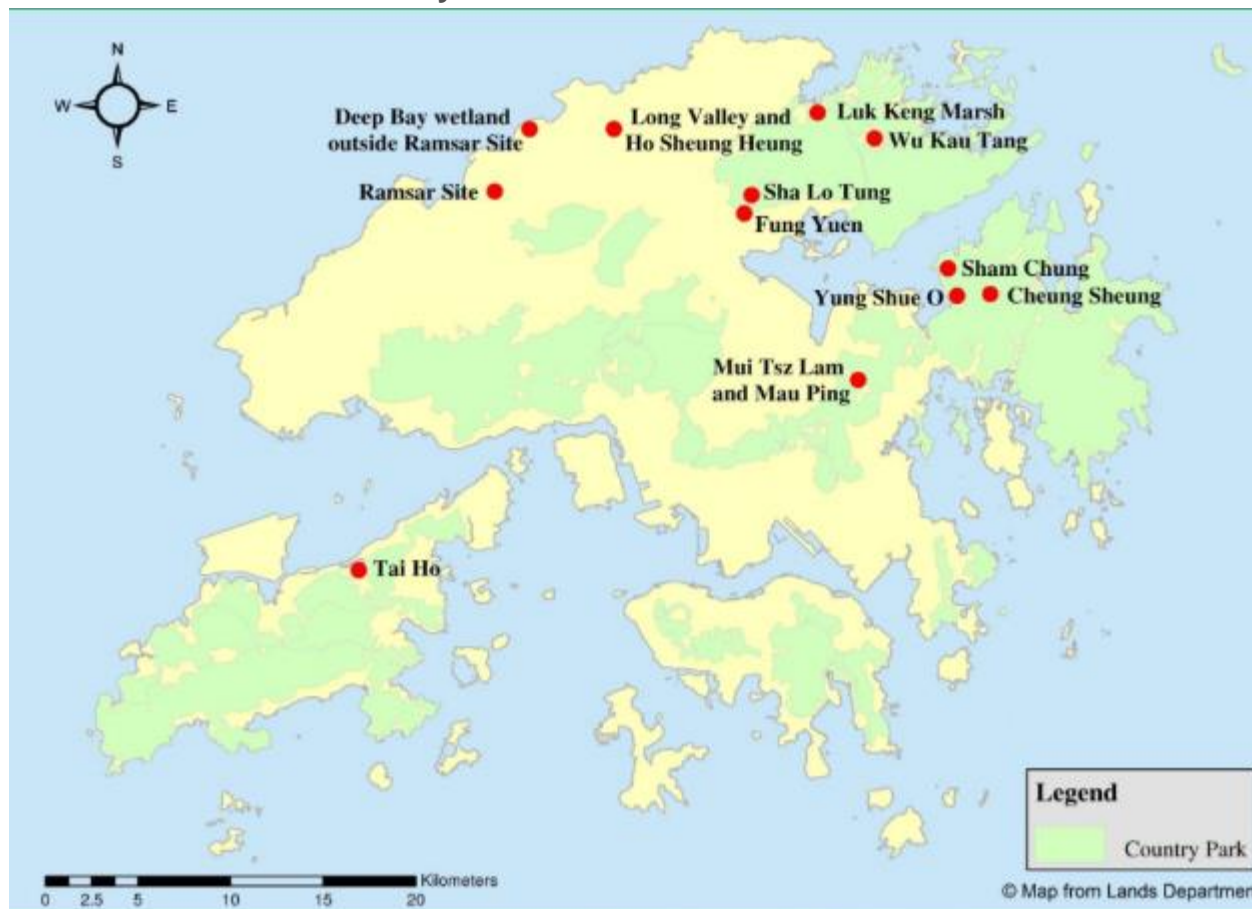 N
W E
S
Deep Bay wetland
outside Ramsar Site
Long Valley and
Ho Sheung Heung
Luk Keng Marsh
Wu Kau Tang
Ramsar Site
Sha Lo Tung
Fung Yuen
Sham Chung
Yung Shue O
Cheung Sheung
Mui Tsz Lam
and Mau Ping
Tai Ho
Legend
Country Park
Kilometers
0 2.5 5 10 15 20
© Map from Lands Departmen